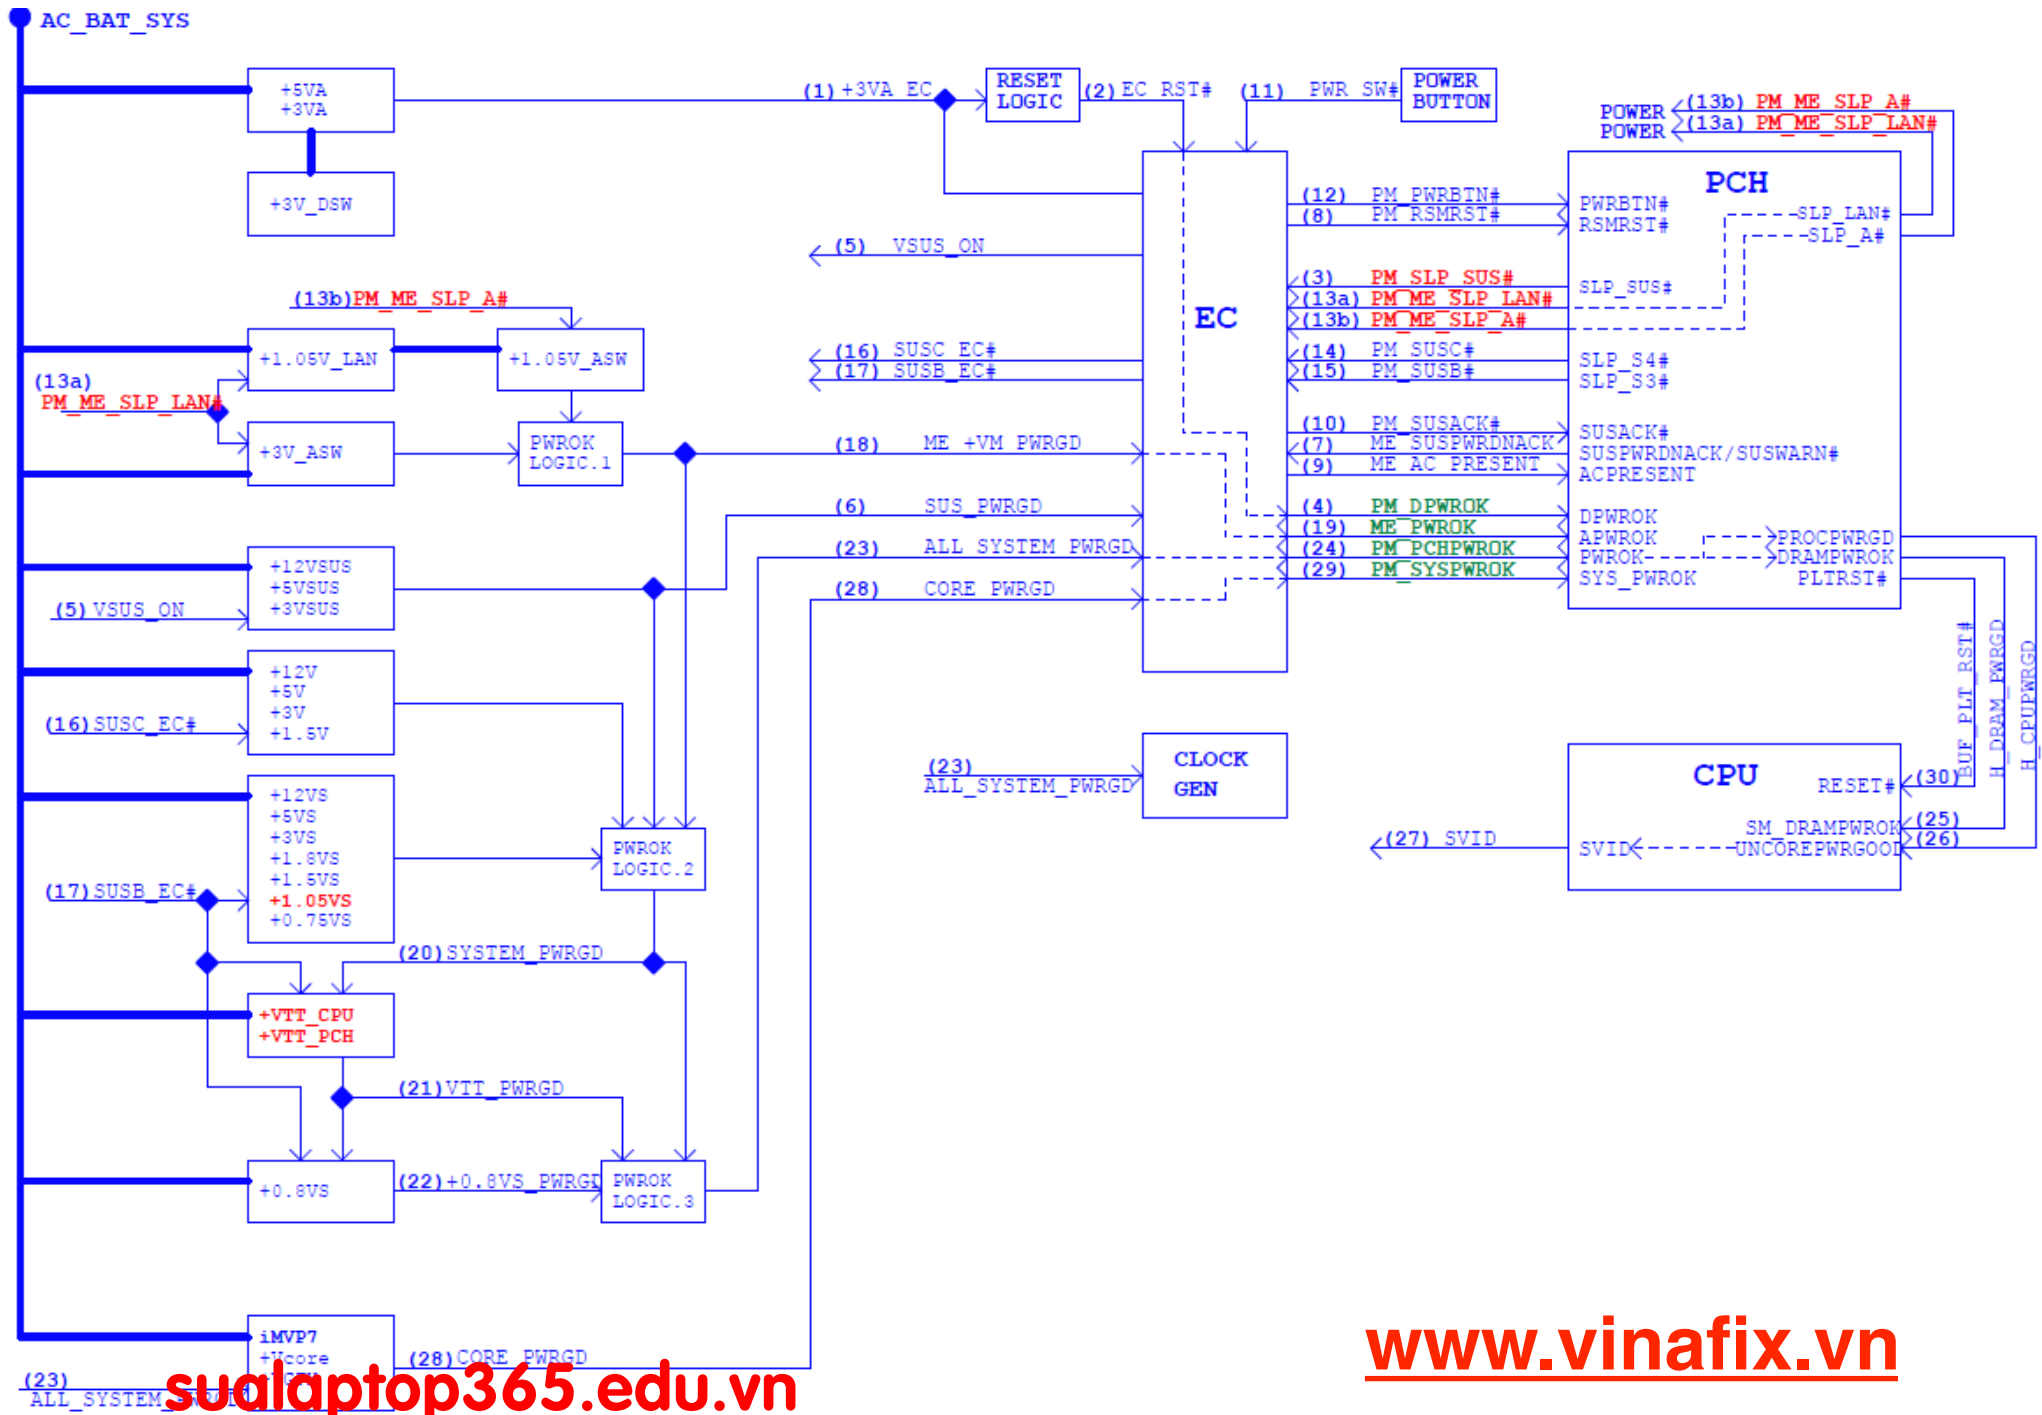 AC_BAT_SYS
+5VA
+3VA
+3V_DSW
(1) +3VA_EC
RESET
LOGIC
(2) EC_RST#
(11) PWR_SW#
POWER
BUTTON
POWER (13b) PM_ME_SLP_A#
POWER (13a) PM_ME_SLP_LAN#
EC
PCH
(12) PM_PWRBTN#
(8) PM_RSMRST#
PWRBTN#
RSMRST#
SLP_LAN#
SLP_A#
(5) VSUS_ON
(3) PM_SLP_SUS#
(13a) PM_ME_SLP_LAN#
(13b) PM_ME_SLP_A#
SLP_SUS#
(13b) PM_ME_SLP_A#
+1.05V_LAN
+1.05V_ASW
(13a)
PM_ME_SLP_LAN#
+3V_ASW
PWROK
LOGIC.1
(16) SUSC_EC#
(17) SUSB_EC#
(14) PM_SUSC#
(15) PM_SUSB#
SLP_S4#
SLP_S3#
(18) ME_+VM_PWRGD
(10) PM_SUSACK#
(7) ME_SUSPWRDNACK
(9) ME_AC_PRESENT
SUSACK#
SUSPWRDNACK/SUSWARN#
ACPRESENT
(6) SUS_PWRGD
(23) ALL_SYSTEM_PWRGD
(28) CORE_PWRGD
(4) PM_DPWROK
(19) ME_PWROK
(24) PM_PCHPWROK
(29) PM_SYSPWROK
DPWROK
APWROK
PWROK
SYS_PWROK
PROCPWRGD
DRAMPWROK
PLTRST#
+12VSUS
+5VSUS
+3VSUS
(5) VSUS_ON
+12V
+5V
+3V
+1.5V
(16) SUSC_EC#
+12VS
+5VS
+3VS
+1.8VS
+1.5VS
+1.05VS
+0.75VS
(17) SUSB_EC#
PWROK
LOGIC.2
BUF_PLT_RST#
H_DRAM_PWRGD
H_CPUPWRGD
(23)
ALL_SYSTEM_PWRGD
CLOCK
GEN
CPU
RESET#
(30)
SM_DRAMPWROK
(25)
UNCOREPWRGOOD
(26)
SVID
(27) SVID
(20) SYSTEM_PWRGD
+VTT_CPU
+VTT_PCH
(21) VTT_PWRGD
+0.8VS
(22) +0.8VS_PWRGD
PWROK
LOGIC.3
iMVP7
+Vcore
(28) CORE_PWRGD
(23)
ALL_SYSTEM_
sualaptop365.edu.vn
www.vinafix.vn